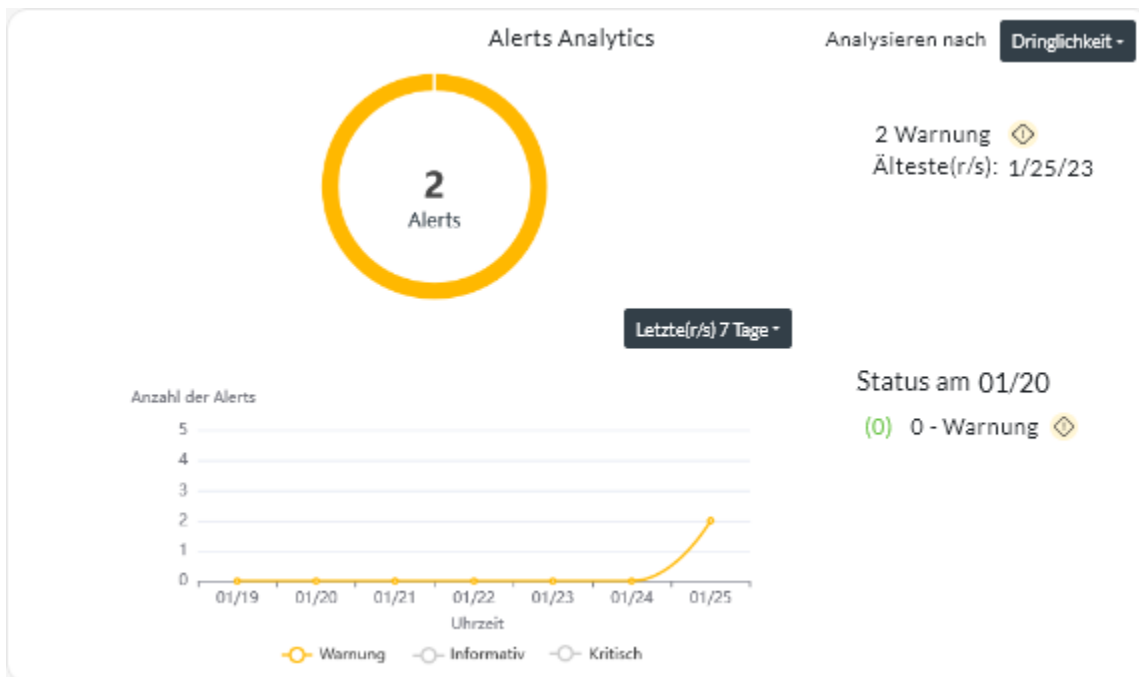 Alerts Analytics
Analysieren nach Dringlichkeit
2
Alerts
2 Warnung
Älteste(r/s): 1/25/23
Letzte(r/s) 7 Tage
Anzahl der Alerts
5
4
3
2
1
0
01/19 01/20 01/21 01/22 01/23 01/24 01/25
Uhrzeit
Warnung Informativ Kritisch
Status am 01/20
(0) 0 - Warnung